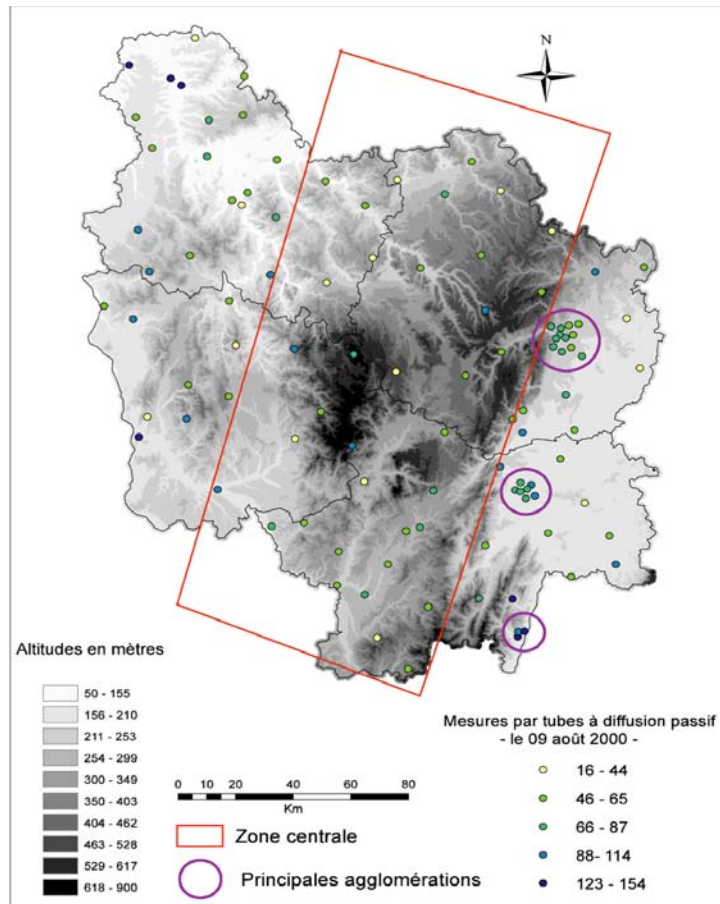 N
Altitudes en mètres
50 - 155
156 - 210
211 - 253
254 - 299
300 - 349
350 - 403
404 - 462
463 - 528
529 - 617
618 - 900
0 20 40 60 80
Km
Zone centrale
Principales agglomérations
Mesures par tubes à diffusion passif
- le 09 août 2000 -
16 - 44
46 - 65
66 - 87
88- 114
123 - 154